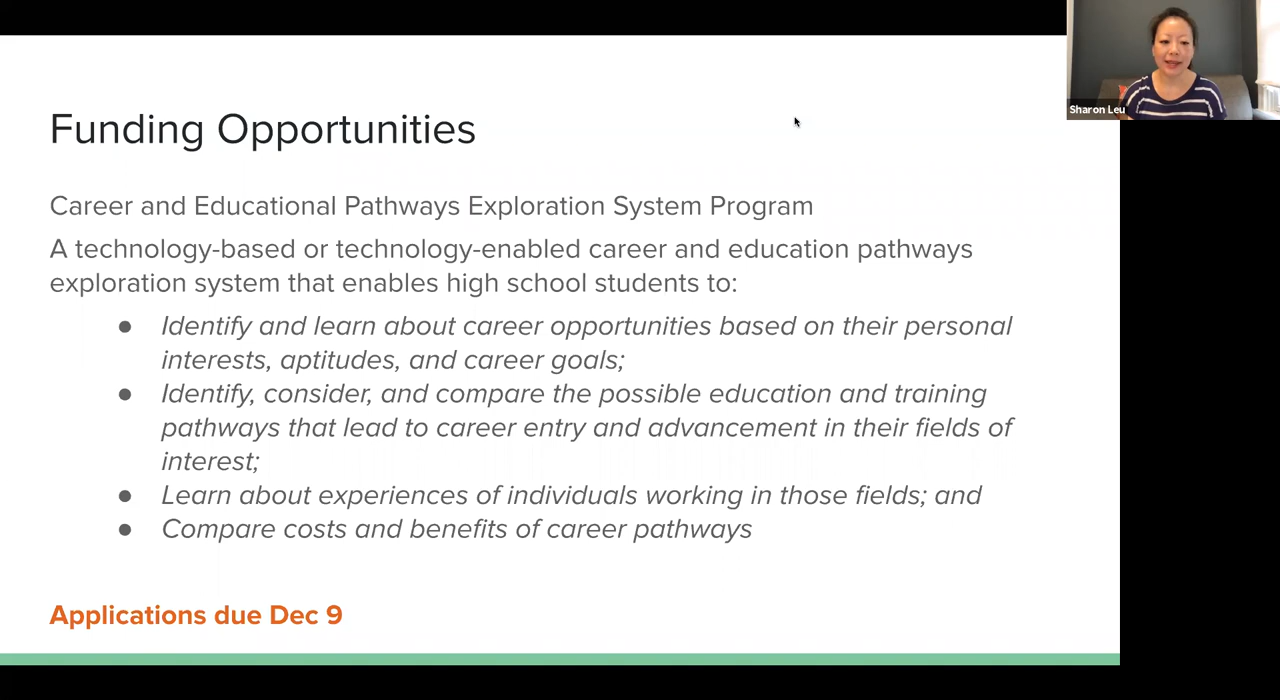 Funding Opportunities
Sharon Leu
Career and Educational Pathways Exploration System Program
A technology-based or technology-enabled career and education pathways
exploration system that enables high school students to:
● Identify and learn about career opportunities based on their personal
interests, aptitudes, and career goals;
● Identify, consider, and compare the possible education and training
pathways that lead to career entry and advancement in their fields of
interest;
● Learn about experiences of individuals working in those fields; and
● Compare costs and benefits of career pathways
Applications due Dec 9